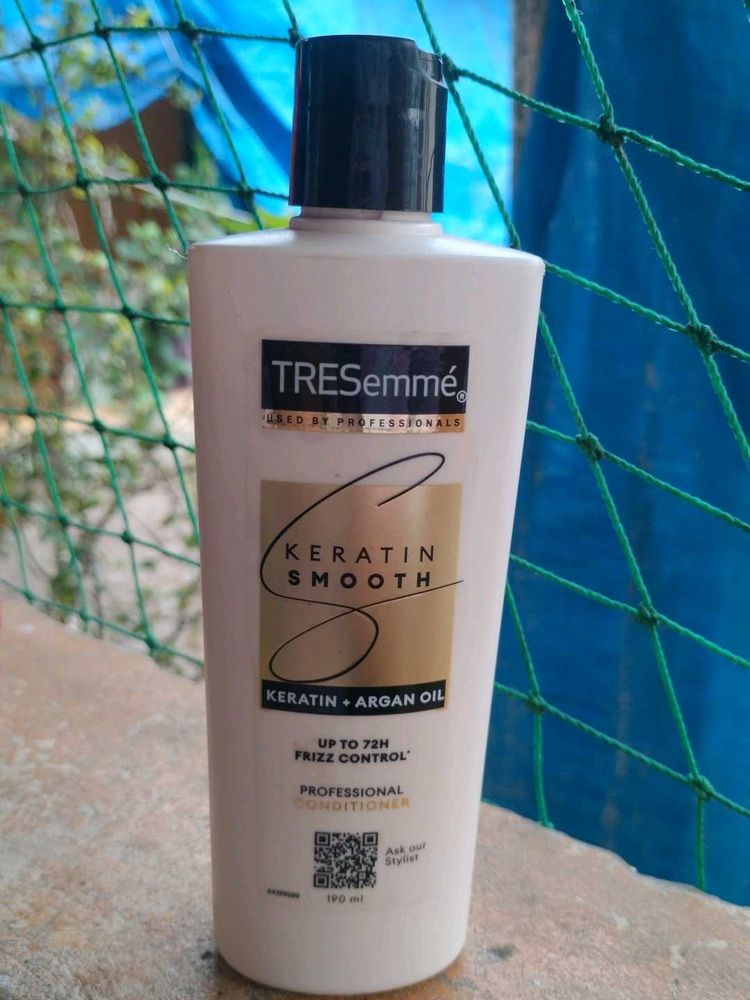 TRESemmé®
USED BY PROFESSIONALS
KERATIN
SMOOTH
KERATIN + ARGAN OIL
UP TO 72H
FRIZZ CONTROL*
PROFESSIONAL
CONDITIONER
Ask our
Stylist
190 ml